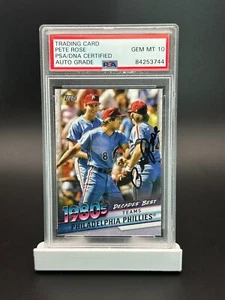 TRADING CARD
PETE ROSE
PSA/DNA CERTIFIED
AUTO GRADE
GEM MT 10
PSA
84253744
Topps
8
1980s
DECADES' BEST
TEAMS
PHILADELPHIA PHILLIES